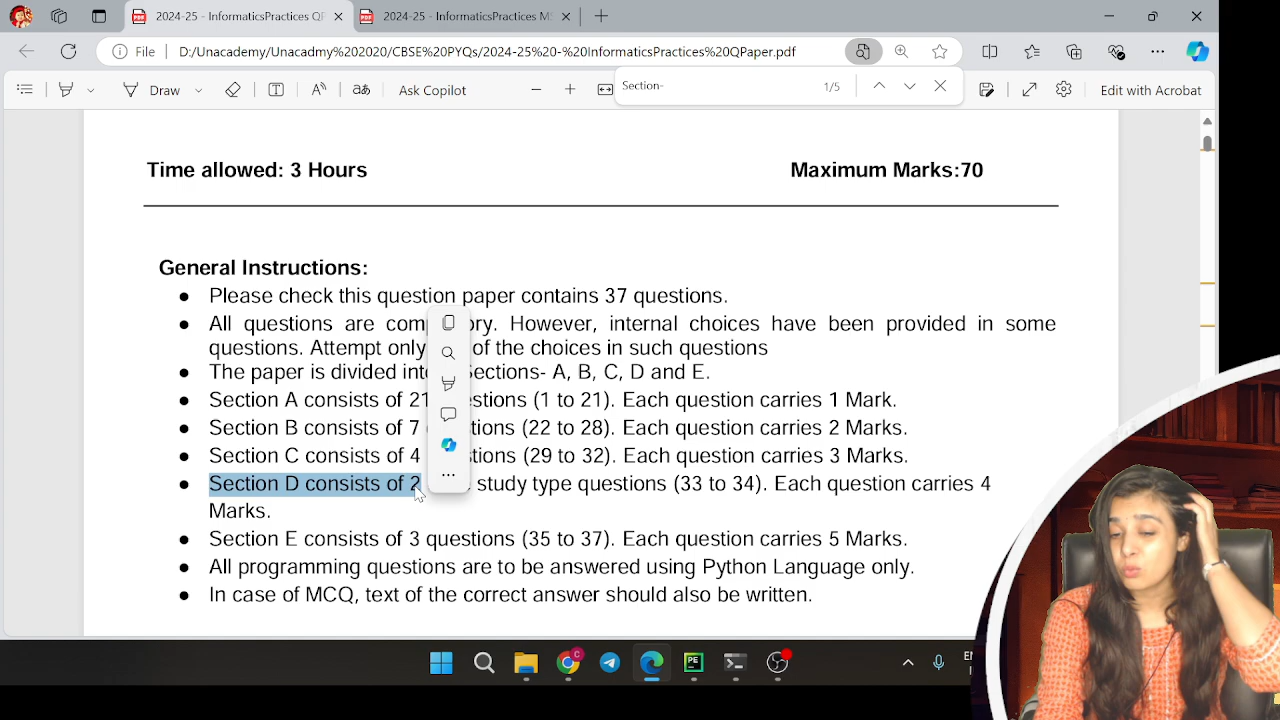 2024-25 - InformaticsPractices QP
2024-25 - InformaticsPractices MS
File D:/Unacademy/Unacadmy%202020/CBSE%20PYQs/2024-25%20-%20InformaticsPractices%20QPaper.pdf
Draw
aあ
Ask Copilot
Section-
1/5
Edit with Acrobat
Time allowed: 3 Hours Maximum Marks:70
General Instructions:
Please check this question paper contains 37 questions.
All questions are com ory. However, internal choices have been provided in some
questions. Attempt only of the choices in such questions
The paper is divided into Sections- A, B, C, D and E.
Section A consists of 21 estions (1 to 21). Each question carries 1 Mark.
Section B consists of 7 tions (22 to 28). Each question carries 2 Marks.
Section C consists of 4 stions (29 to 32). Each question carries 3 Marks.
Section D consists of 2 study type questions (33 to 34). Each question carries 4
Marks.
Section E consists of 3 questions (35 to 37). Each question carries 5 Marks.
All programming questions are to be answered using Python Language only.
In case of MCQ, text of the correct answer should also be written.